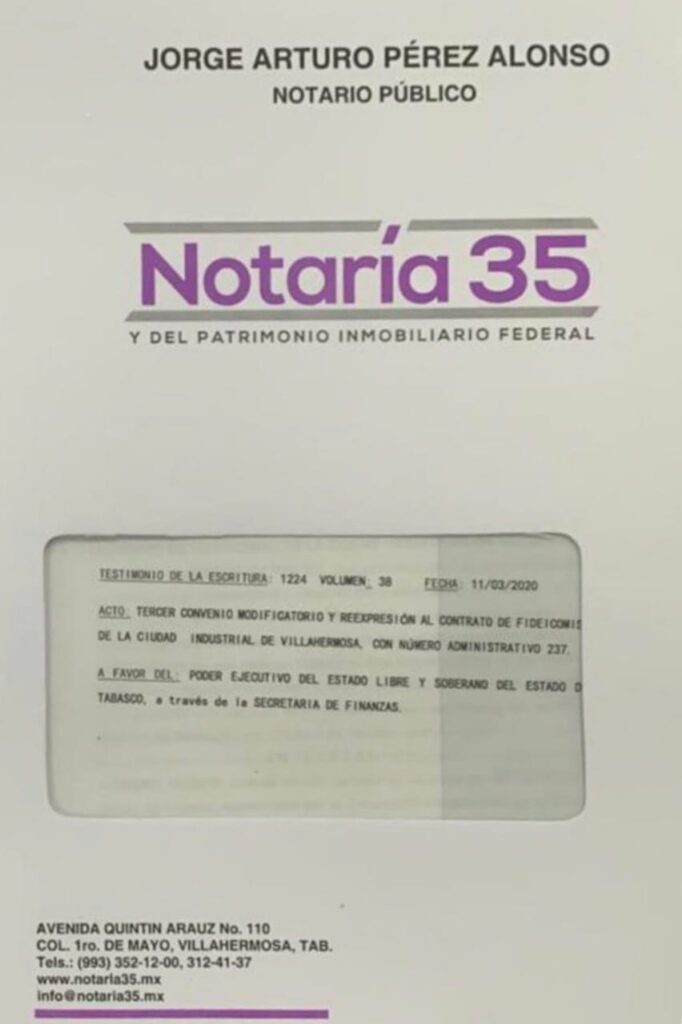 JORGE ARTURO PÉREZ ALONSO
NOTARIO PÚBLICO
Notaría 35
Y DEL PATRIMONIO INMOBILIARIO FEDERAL
TESTIMONIO DE LA ESCRITURA: 1224 VOLUMEN: 38 FECHA: 11/03/2020
ACTO: TERCER CONVENIO MODIFICATORIO Y REEXPRESIÓN AL CONTRATO DE FIDEICOMIS
DE LA CIUDAD INDUSTRIAL DE VILLAHERMOSA, CON NÚMERO ADMINISTRATIVO 237.
A FAVOR DEL: PODER EJECUTIVO DEL ESTADO LIBRE Y SOBERANO DEL ESTADO D
TABASCO, a través de la SECRETARIA DE FINANZAS.
AVENIDA QUINTIN ARAUZ No. 110
COL. 1ro. DE MAYO, VILLAHERMOSA, TAB.
Tels.: (993) 352-12-00, 312-41-37
www.notaria35.mx
info@notaria35.mx